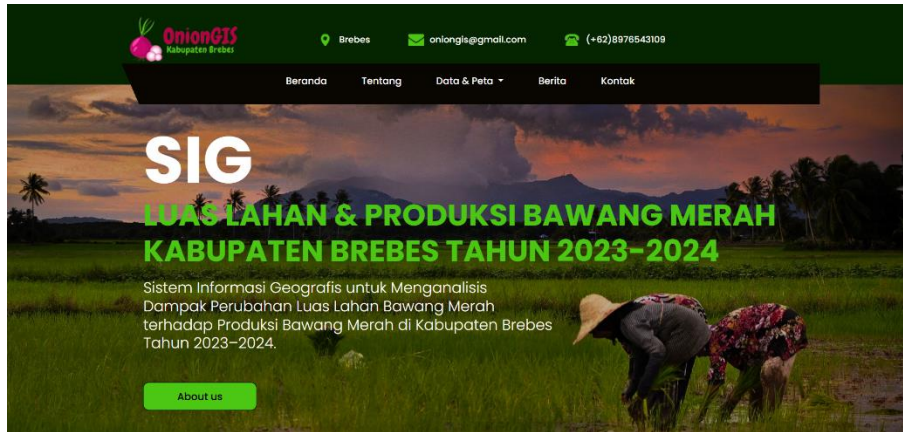 OnionGIS
Kabupaten Brebes
Brebes
oniongis@gmail.com
(+62)8976543109
Beranda
Tentang
Data & Peta
Berita
Kontak
SIG
LUAS LAHAN & PRODUKSI BAWANG MERAH
KABUPATEN BREBES TAHUN 2023-2024
Sistem Informasi Geografis untuk Menganalisis
Dampak Perubahan Luas Lahan Bawang Merah
terhadap Produksi Bawang Merah di Kabupaten Brebes
Tahun 2023–2024.
About us